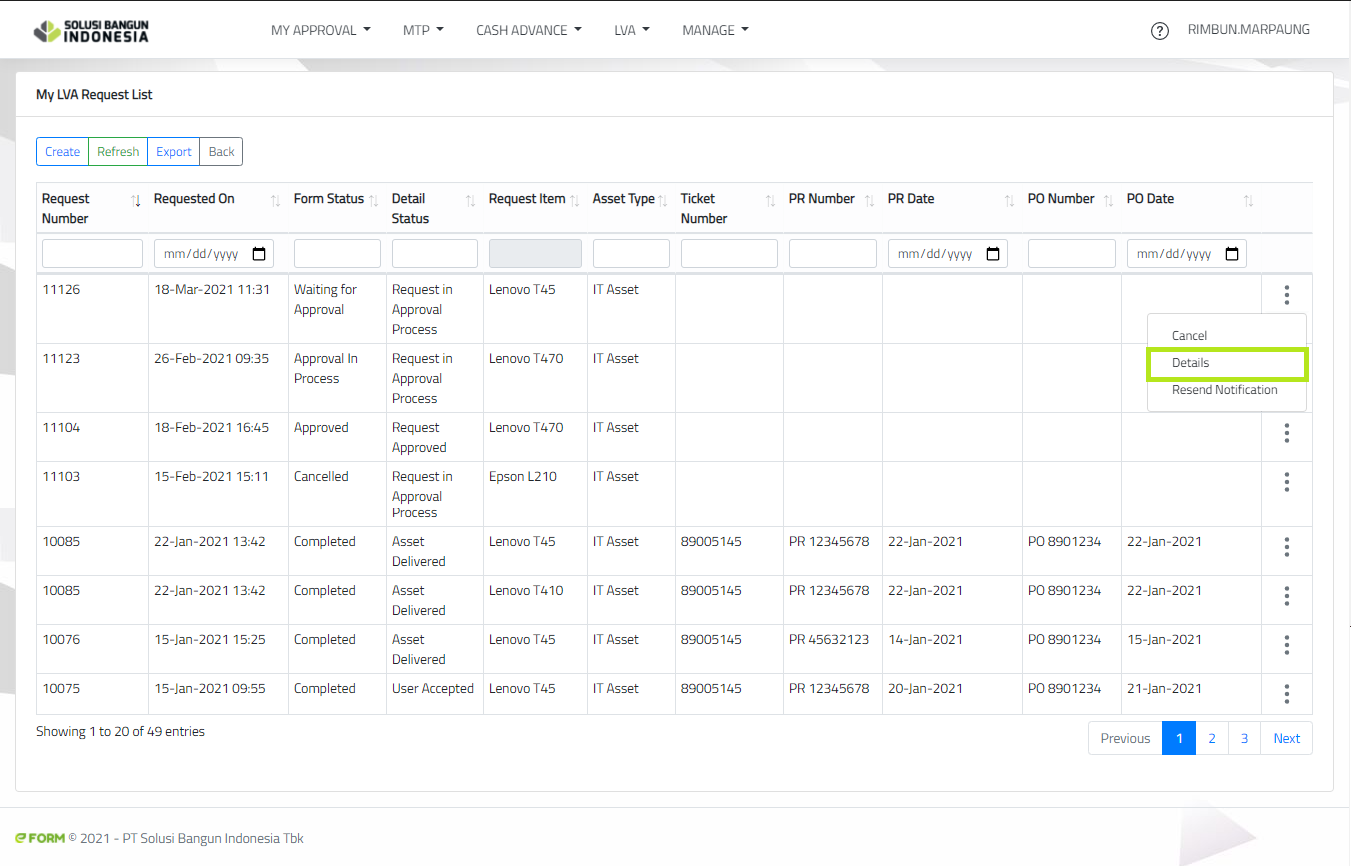 SOLUSI BANGUN
INDONESIA
MY APPROVAL MTP CASH ADVANCE LVA MANAGE ? RIMBUN.MARPAUNG
My LVA Request List
Create Refresh Export Back
Request Number Requested On Form Status Detail Status Request Item Asset Type Ticket Number PR Number PR Date PO Number PO Date
mm/dd/yyyy mm/dd/yyyy mm/dd/yyyy
11126 18-Mar-2021 11:31 Waiting for Approval Request in Approval Process Lenovo T45 IT Asset
Cancel
Details
Resend Notification
11123 26-Feb-2021 09:35 Approval In Process Request in Approval Process Lenovo T470 IT Asset
11104 18-Feb-2021 16:45 Approved Request Approved Lenovo T470 IT Asset
11103 15-Feb-2021 15:11 Cancelled Request in Approval Process Epson L210 IT Asset
10085 22-Jan-2021 13:42 Completed Asset Delivered Lenovo T45 IT Asset 89005145 PR 12345678 22-Jan-2021 PO 8901234 22-Jan-2021
10085 22-Jan-2021 13:42 Completed Asset Delivered Lenovo T410 IT Asset 89005145 PR 12345678 22-Jan-2021 PO 8901234 22-Jan-2021
10076 15-Jan-2021 15:25 Completed Asset Delivered Lenovo T45 IT Asset 89005145 PR 45632123 14-Jan-2021 PO 8901234 15-Jan-2021
10075 15-Jan-2021 09:55 Completed User Accepted Lenovo T45 IT Asset 89005145 PR 12345678 20-Jan-2021 PO 8901234 21-Jan-2021
Showing 1 to 20 of 49 entries
Previous 1 2 3 Next
e FORM © 2021 - PT Solusi Bangun Indonesia Tbk